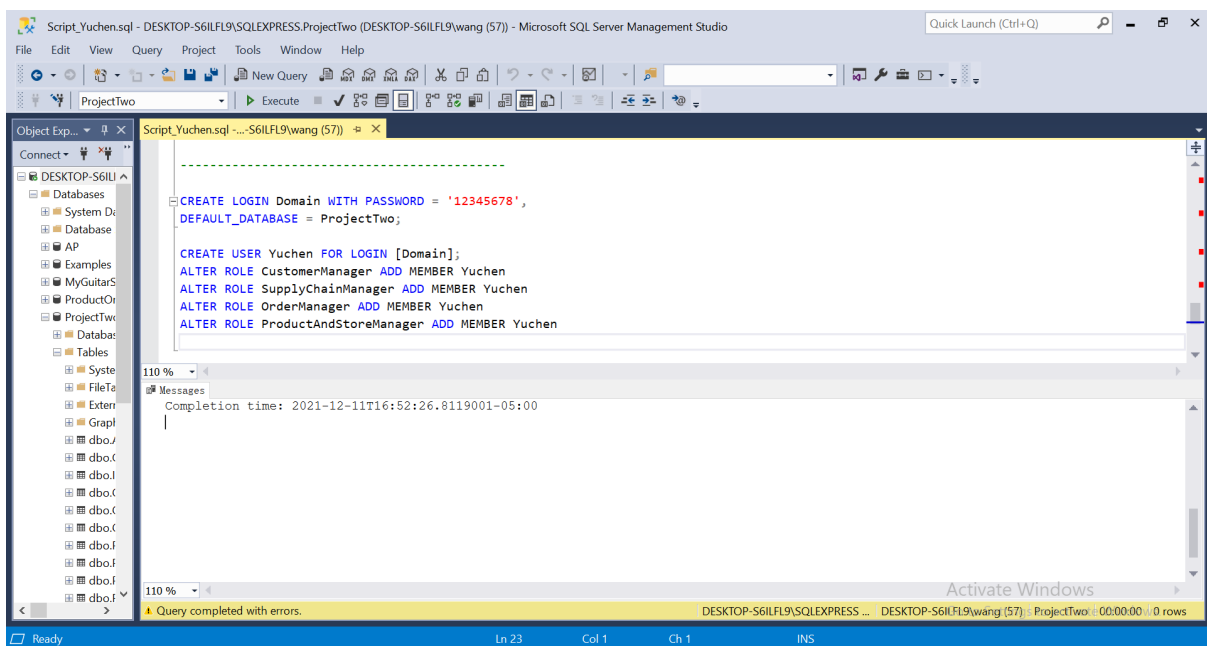 Script_Yuchen.sql - DESKTOP-S6ILFL9\SQLEXPRESS.ProjectTwo (DESKTOP-S6ILFL9\wang (57)) - Microsoft SQL Server Management Studio
Quick Launch (Ctrl+Q)
File Edit View Query Project Tools Window Help
New Query MDX DMX XMLA DAX
ProjectTwo Execute
Object Exp...
Script_Yuchen.sql -...-S6ILFL9\wang (57))
Connect
DESKTOP-S6ILI
Databases
System Da
Database
AP
Examples
MyGuitarS
ProductOr
ProjectTwo
Databas
Tables
Syste
FileTa
Extern
Graph
dbo.
dbo.
dbo.
dbo.
dbo.
dbo.
dbo.
dbo.
dbo.
dbo.
--------------------------------------------
CREATE LOGIN Domain WITH PASSWORD = '12345678',
DEFAULT_DATABASE = ProjectTwo;
CREATE USER Yuchen FOR LOGIN [Domain];
ALTER ROLE CustomerManager ADD MEMBER Yuchen
ALTER ROLE SupplyChainManager ADD MEMBER Yuchen
ALTER ROLE OrderManager ADD MEMBER Yuchen
ALTER ROLE ProductAndStoreManager ADD MEMBER Yuchen
110 %
Messages
Completion time: 2021-12-11T16:52:26.8119001-05:00
110 %
Activate Windows
Query completed with errors.
DESKTOP-S6ILFL9\SQLEXPRESS ... DESKTOP-S6ILFL9\wang (57) ProjectTwo 00:00:00 0 rows
Ready Ln 23 Col 1 Ch 1 INS